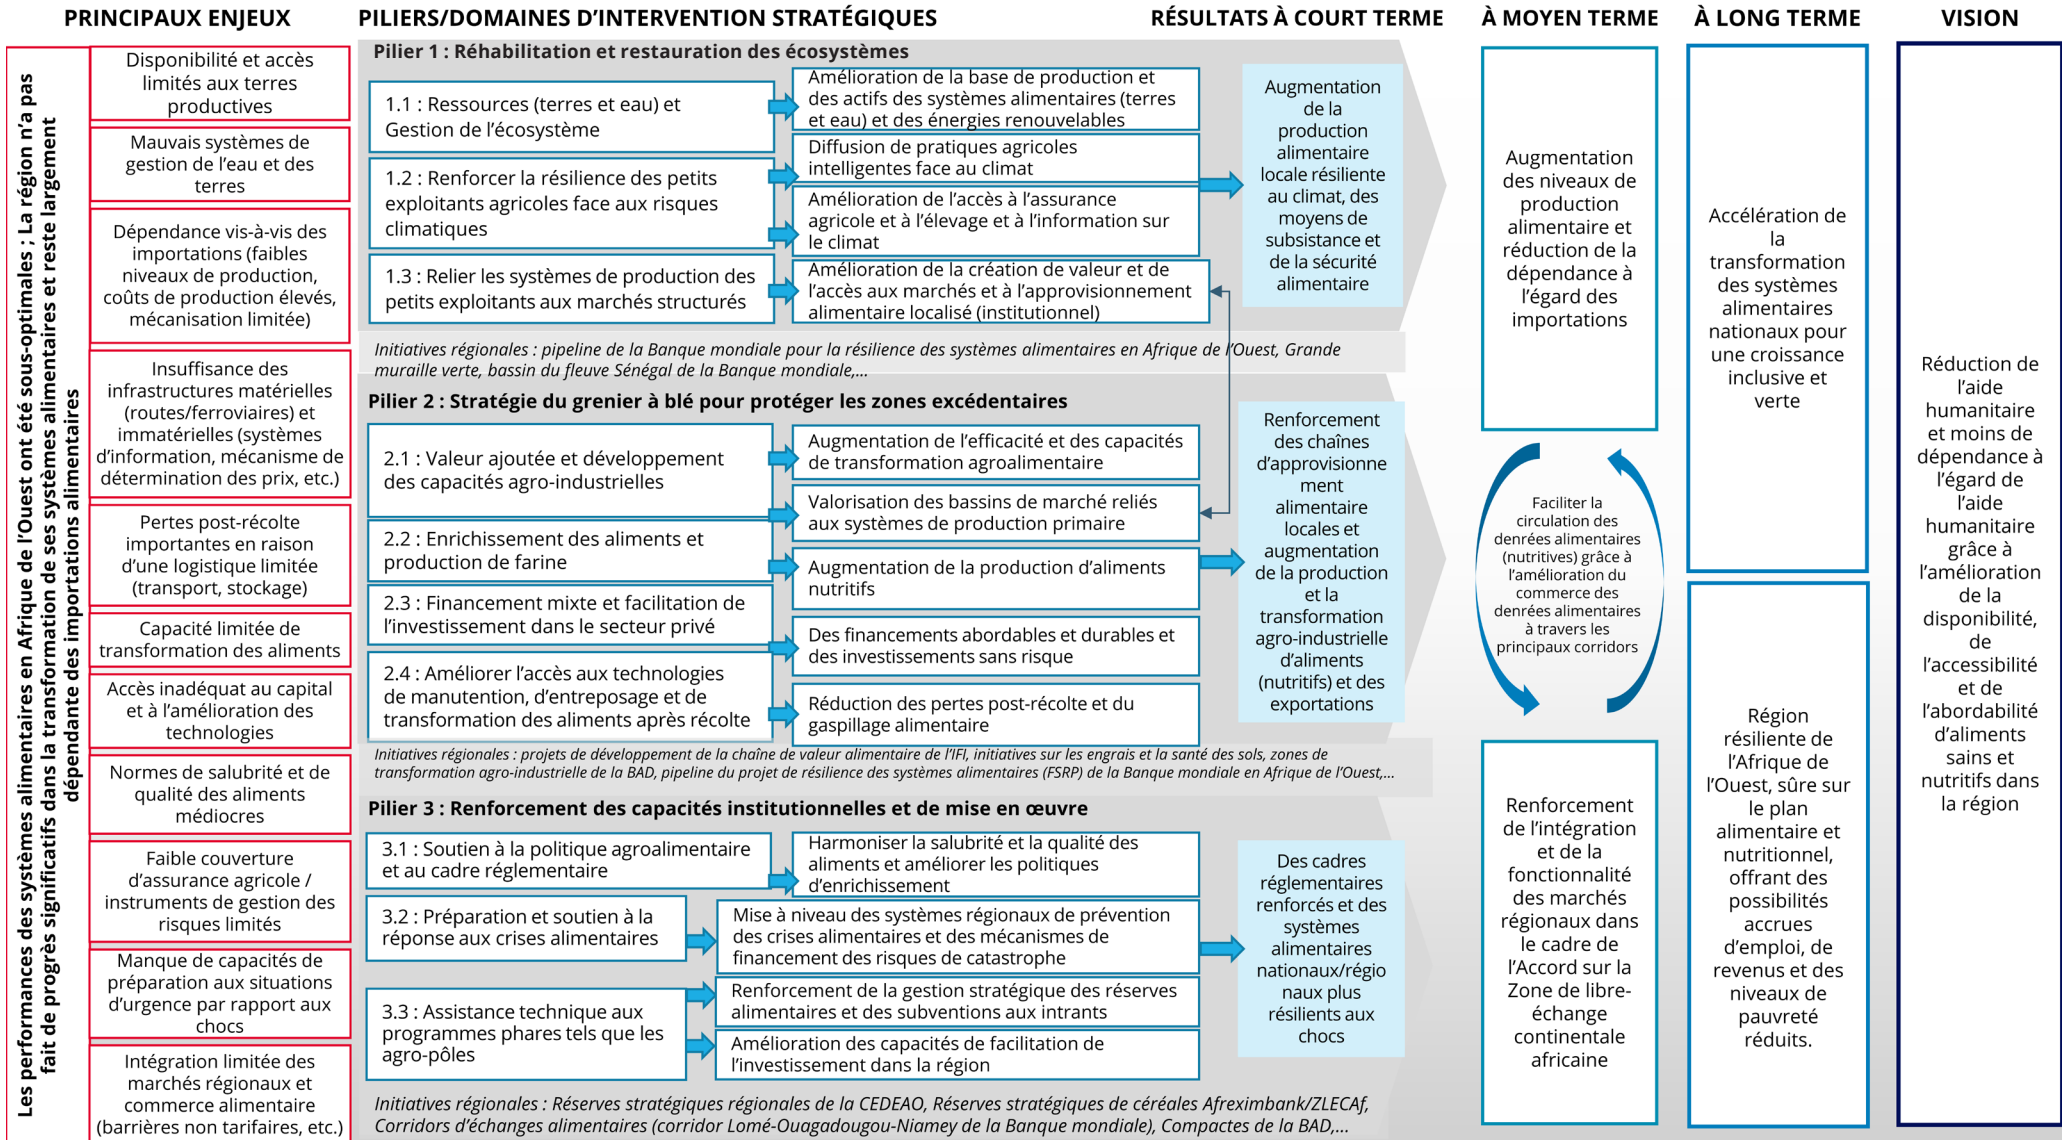 PRINCIPAUX ENJEUX
PILIERS/DOMAINES D’INTERVENTION STRATÉGIQUES
RÉSULTATS À COURT TERME
À MOYEN TERME
À LONG TERME
VISION
Les performances des systèmes alimentaires en Afrique de l’Ouest ont été sous-optimales ; La région n’a pas
fait de progrès significatifs dans la transformation de ses systèmes alimentaires et reste largement
dépendante des importations alimentaires
Disponibilité et accès
limités aux terres
productives
Mauvais systèmes de
gestion de l’eau et des
terres
Dépendance vis-à-vis des
importations (faibles
niveaux de production,
coûts de production élevés,
mécanisation limitée)
Insuffisance des
infrastructures matérielles
(routes/ferroviaires) et
immatérielles (systèmes
d’information, mécanisme de
détermination des prix, etc.)
Pertes post-récolte
importantes en raison
d’une logistique limitée
(transport, stockage)
Capacité limitée de
transformation des aliments
Accès inadéquat au capital
et à l’amélioration des
technologies
Normes de salubrité et de
qualité des aliments
médiocres
Faible couverture
d’assurance agricole /
instruments de gestion des
risques limités
Manque de capacités de
préparation aux situations
d’urgence par rapport aux
chocs
Intégration limitée des
marchés régionaux et
commerce alimentaire
(barrières non tarifaires, etc.)
Pilier 1 : Réhabilitation et restauration des écosystèmes
1.1 : Ressources (terres et eau) et
Gestion de l’écosystème
1.2 : Renforcer la résilience des petits
exploitants agricoles face aux risques
climatiques
1.3 : Relier les systèmes de production des
petits exploitants aux marchés structurés
Amélioration de la base de production et
des actifs des systèmes alimentaires (terres
et eau) et des énergies renouvelables
Diffusion de pratiques agricoles
intelligentes face au climat
Amélioration de l’accès à l’assurance
agricole et à l’élevage et à l’information sur
le climat
Amélioration de la création de valeur et de
l’accès aux marchés et à l’approvisionnement
alimentaire localisé (institutionnel)
Augmentation
de la
production
alimentaire
locale résiliente
au climat, des
moyens de
subsistance et
de la sécurité
alimentaire
Initiatives régionales : pipeline de la Banque mondiale pour la résilience des systèmes alimentaires en Afrique de l’Ouest, Grande
muraille verte, bassin du fleuve Sénégal de la Banque mondiale,...
Pilier 2 : Stratégie du grenier à blé pour protéger les zones excédentaires
2.1 : Valeur ajoutée et développement
des capacités agro-industrielles
2.2 : Enrichissement des aliments et
production de farine
2.3 : Financement mixte et facilitation de
l’investissement dans le secteur privé
2.4 : Améliorer l’accès aux technologies
de manutention, d’entreposage et de
transformation des aliments après récolte
Augmentation de l’efficacité et des capacités
de transformation agroalimentaire
Valorisation des bassins de marché reliés
aux systèmes de production primaire
Augmentation de la production d’aliments
nutritifs
Des financements abordables et durables et
des investissements sans risque
Réduction des pertes post-récolte et du
gaspillage alimentaire
Renforcement
des chaînes
d’approvisionne
ment
alimentaire
locales et
augmentation
de la production
et la
transformation
agro-industrielle
d’aliments
(nutritifs) et des
exportations
Initiatives régionales : projets de développement de la chaîne de valeur alimentaire de l’IFI, initiatives sur les engrais et la santé des sols, zones de
transformation agro-industrielle de la BAD, pipeline du projet de résilience des systèmes alimentaires (FSRP) de la Banque mondiale en Afrique de l’Ouest,...
Pilier 3 : Renforcement des capacités institutionnelles et de mise en œuvre
3.1 : Soutien à la politique agroalimentaire
et au cadre réglementaire
3.2 : Préparation et soutien à la
réponse aux crises alimentaires
3.3 : Assistance technique aux
programmes phares tels que les
agro-pôles
Harmoniser la salubrité et la qualité des
aliments et améliorer les politiques
d’enrichissement
Mise à niveau des systèmes régionaux de prévention
des crises alimentaires et des mécanismes de
financement des risques de catastrophe
Renforcement de la gestion stratégique des réserves
alimentaires et des subventions aux intrants
Amélioration des capacités de facilitation de
l’investissement dans la région
Des cadres
réglementaires
renforcés et des
systèmes
alimentaires
nationaux/régio
naux plus
résilients aux
chocs
Initiatives régionales : Réserves stratégiques régionales de la CEDEAO, Réserves stratégiques de céréales Afreximbank/ZLECAf,
Corridors d’échanges alimentaires (corridor Lomé-Ouagadougou-Niamey de la Banque mondiale), Compactes de la BAD,...
Augmentation
des niveaux de
production
alimentaire et
réduction de la
dépendance à
l’égard des
importations
Faciliter la
circulation des
denrées alimentaires
(nutritives) grâce à
l’amélioration du
commerce des
denrées alimentaires
à travers les
principaux corridors
Renforcement
de l’intégration
et de la
fonctionnalité
des marchés
régionaux dans
le cadre de
l’Accord sur la
Zone de libre-
échange
continentale
africaine
Accélération de
la
transformation
des systèmes
alimentaires
nationaux pour
une croissance
inclusive et
verte
Région
résiliente de
l’Afrique de
l’Ouest, sûre sur
le plan
alimentaire et
nutritionnel,
offrant des
possibilités
accrues
d’emploi, de
revenus et des
niveaux de
pauvreté
réduits.
Réduction de
l’aide
humanitaire
et moins de
dépendance à
l’égard de
l’aide
humanitaire
grâce à
l’amélioration
de la
disponibilité,
de
l’accessibilité
et de
l’abordabilité
d’aliments
sains et
nutritifs dans
la région